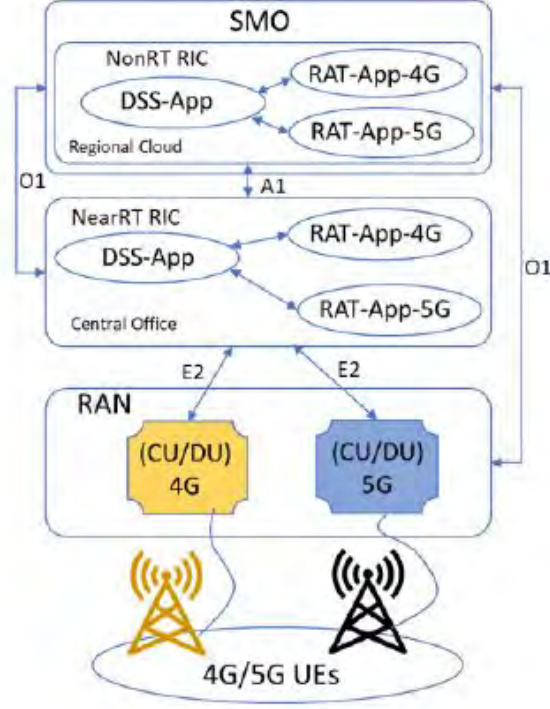 SMO
NonRT RIC
RAT-App-4G
DSS-App
RAT-App-5G
Regional Cloud
O1
A1
NearRT RIC
RAT-App-4G
DSS-App
O1
RAT-App-5G
Central Office
E2
E2
RAN
(CU/DU)
4G
(CU/DU)
5G
4G/5G UEs